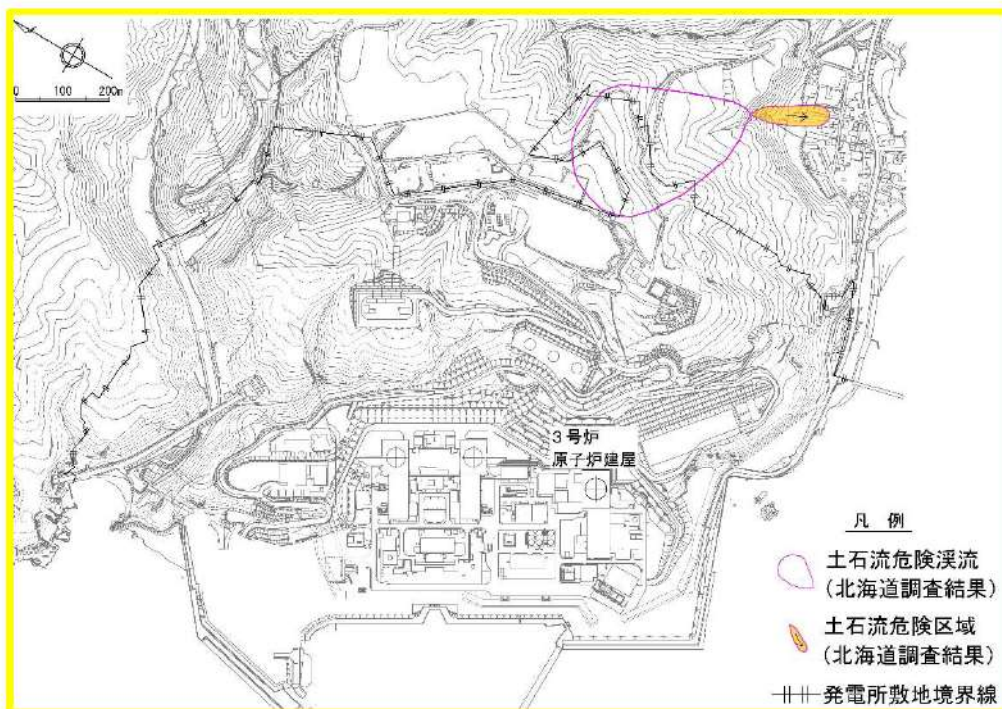 0 100 200m
3号炉
原子炉建屋
凡 例
土石流危険渓流
(北海道調査結果)
土石流危険区域
(北海道調査結果)
発電所敷地境界線